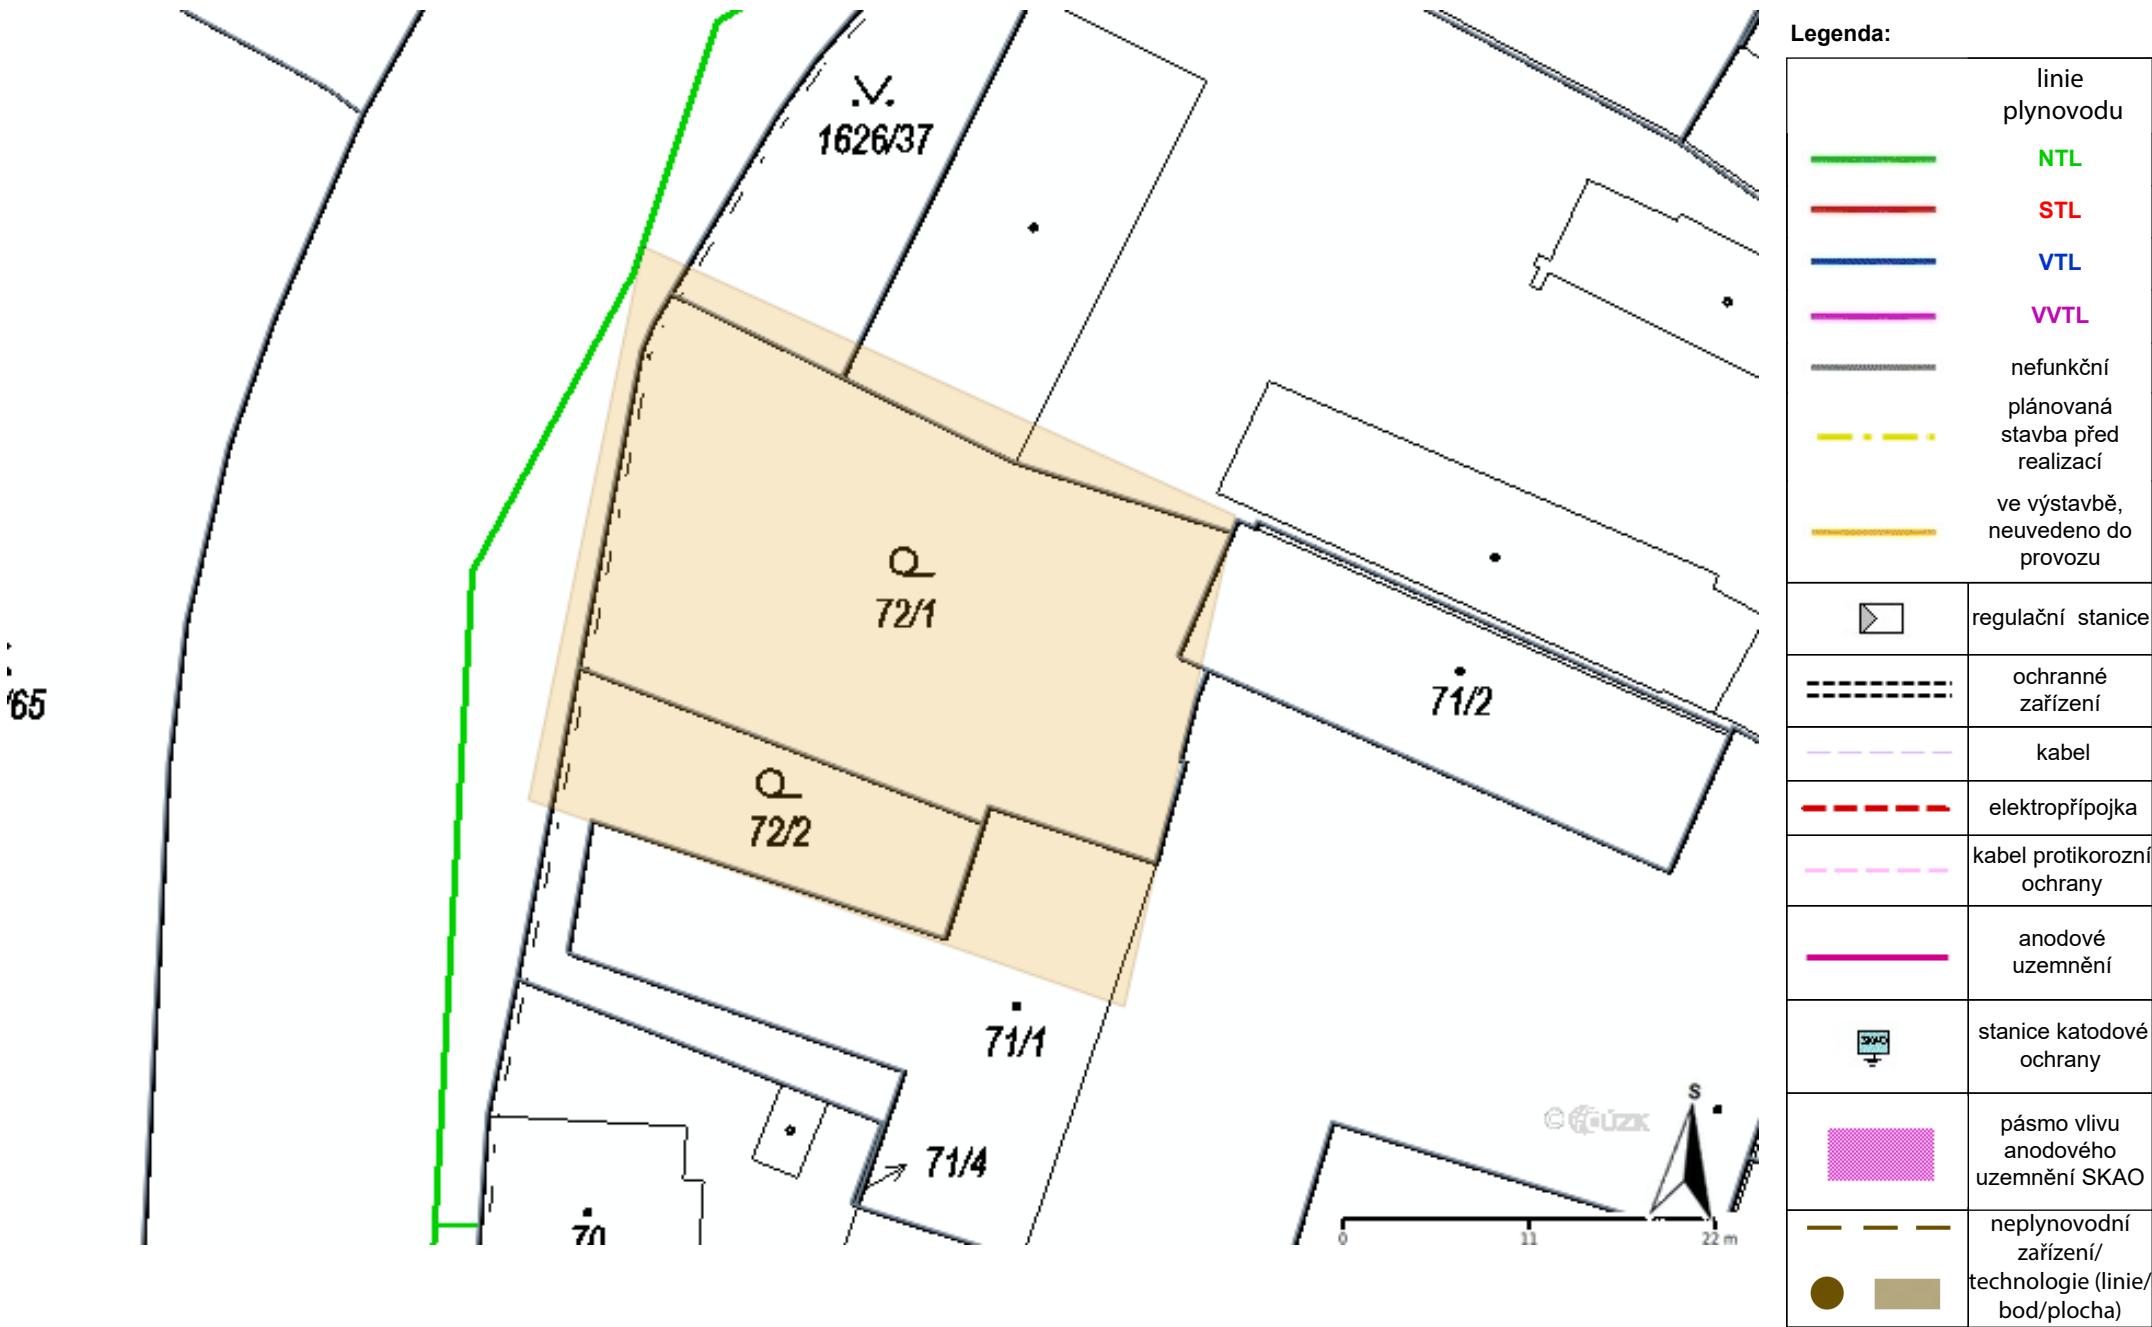 1626/37
72/1
72/2
71/2
71/1
71/4
70
/65
S
© ČÚZK
0 11 22 m
Legenda:
linie
plynovodu
NTL
STL
VTL
VVTL
nefunkční
plánovaná
stavba před
realizací
ve výstavbě,
neuvedeno do
provozu
regulační stanice
ochranné
zařízení
kabel
elektropřípojka
kabel protikorozní
ochrany
anodové
uzemnění
SKAO
stanice katodové
ochrany
pásmo vlivu
anodového
uzemnění SKAO
neplynovodní
zařízení/
technologie (linie/
bod/plocha)